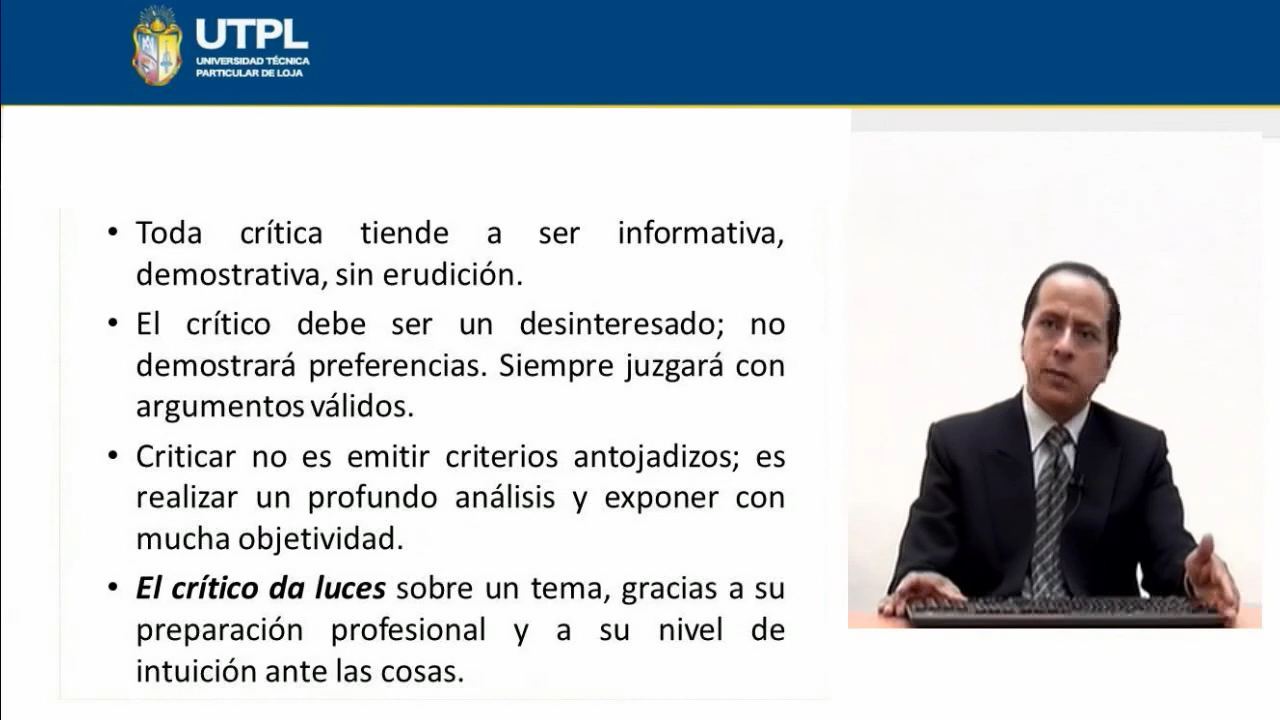 UTPL
UNIVERSIDAD TÉCNICA
PARTICULAR DE LOJA
• Toda crítica tiende a ser informativa,
demostrativa, sin erudición.
• El crítico debe ser un desinteresado; no
demostrará preferencias. Siempre juzgará con
argumentos válidos.
• Criticar no es emitir criterios antojadizos; es
realizar un profundo análisis y exponer con
mucha objetividad.
• El crítico da luces sobre un tema, gracias a su
preparación profesional y a su nivel de
intuición ante las cosas.